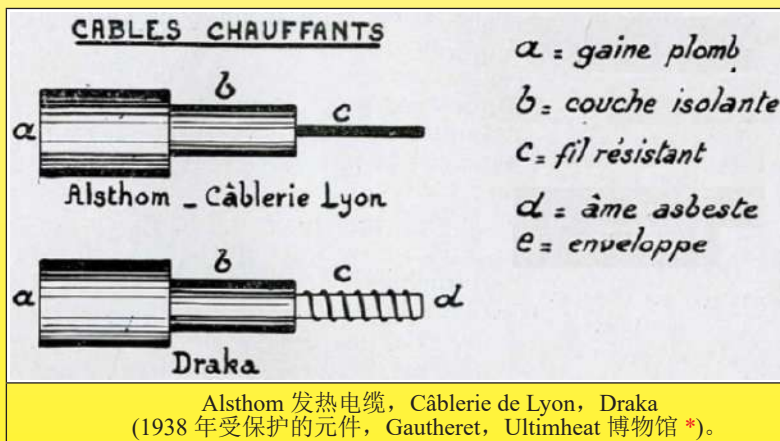 CABLES CHAUFFANTS
a b c
Alsthom _ Câblerie Lyon
a b c d
Draka
a = gaine plomb
b = couche isolante
c = fil résistant
d = âme asbeste
e = enveloppe
Alsthom 发热电缆，Câblerie de Lyon，Draka
(1938 年受保护的元件，Gautheret，Ultimheat 博物馆 *)。